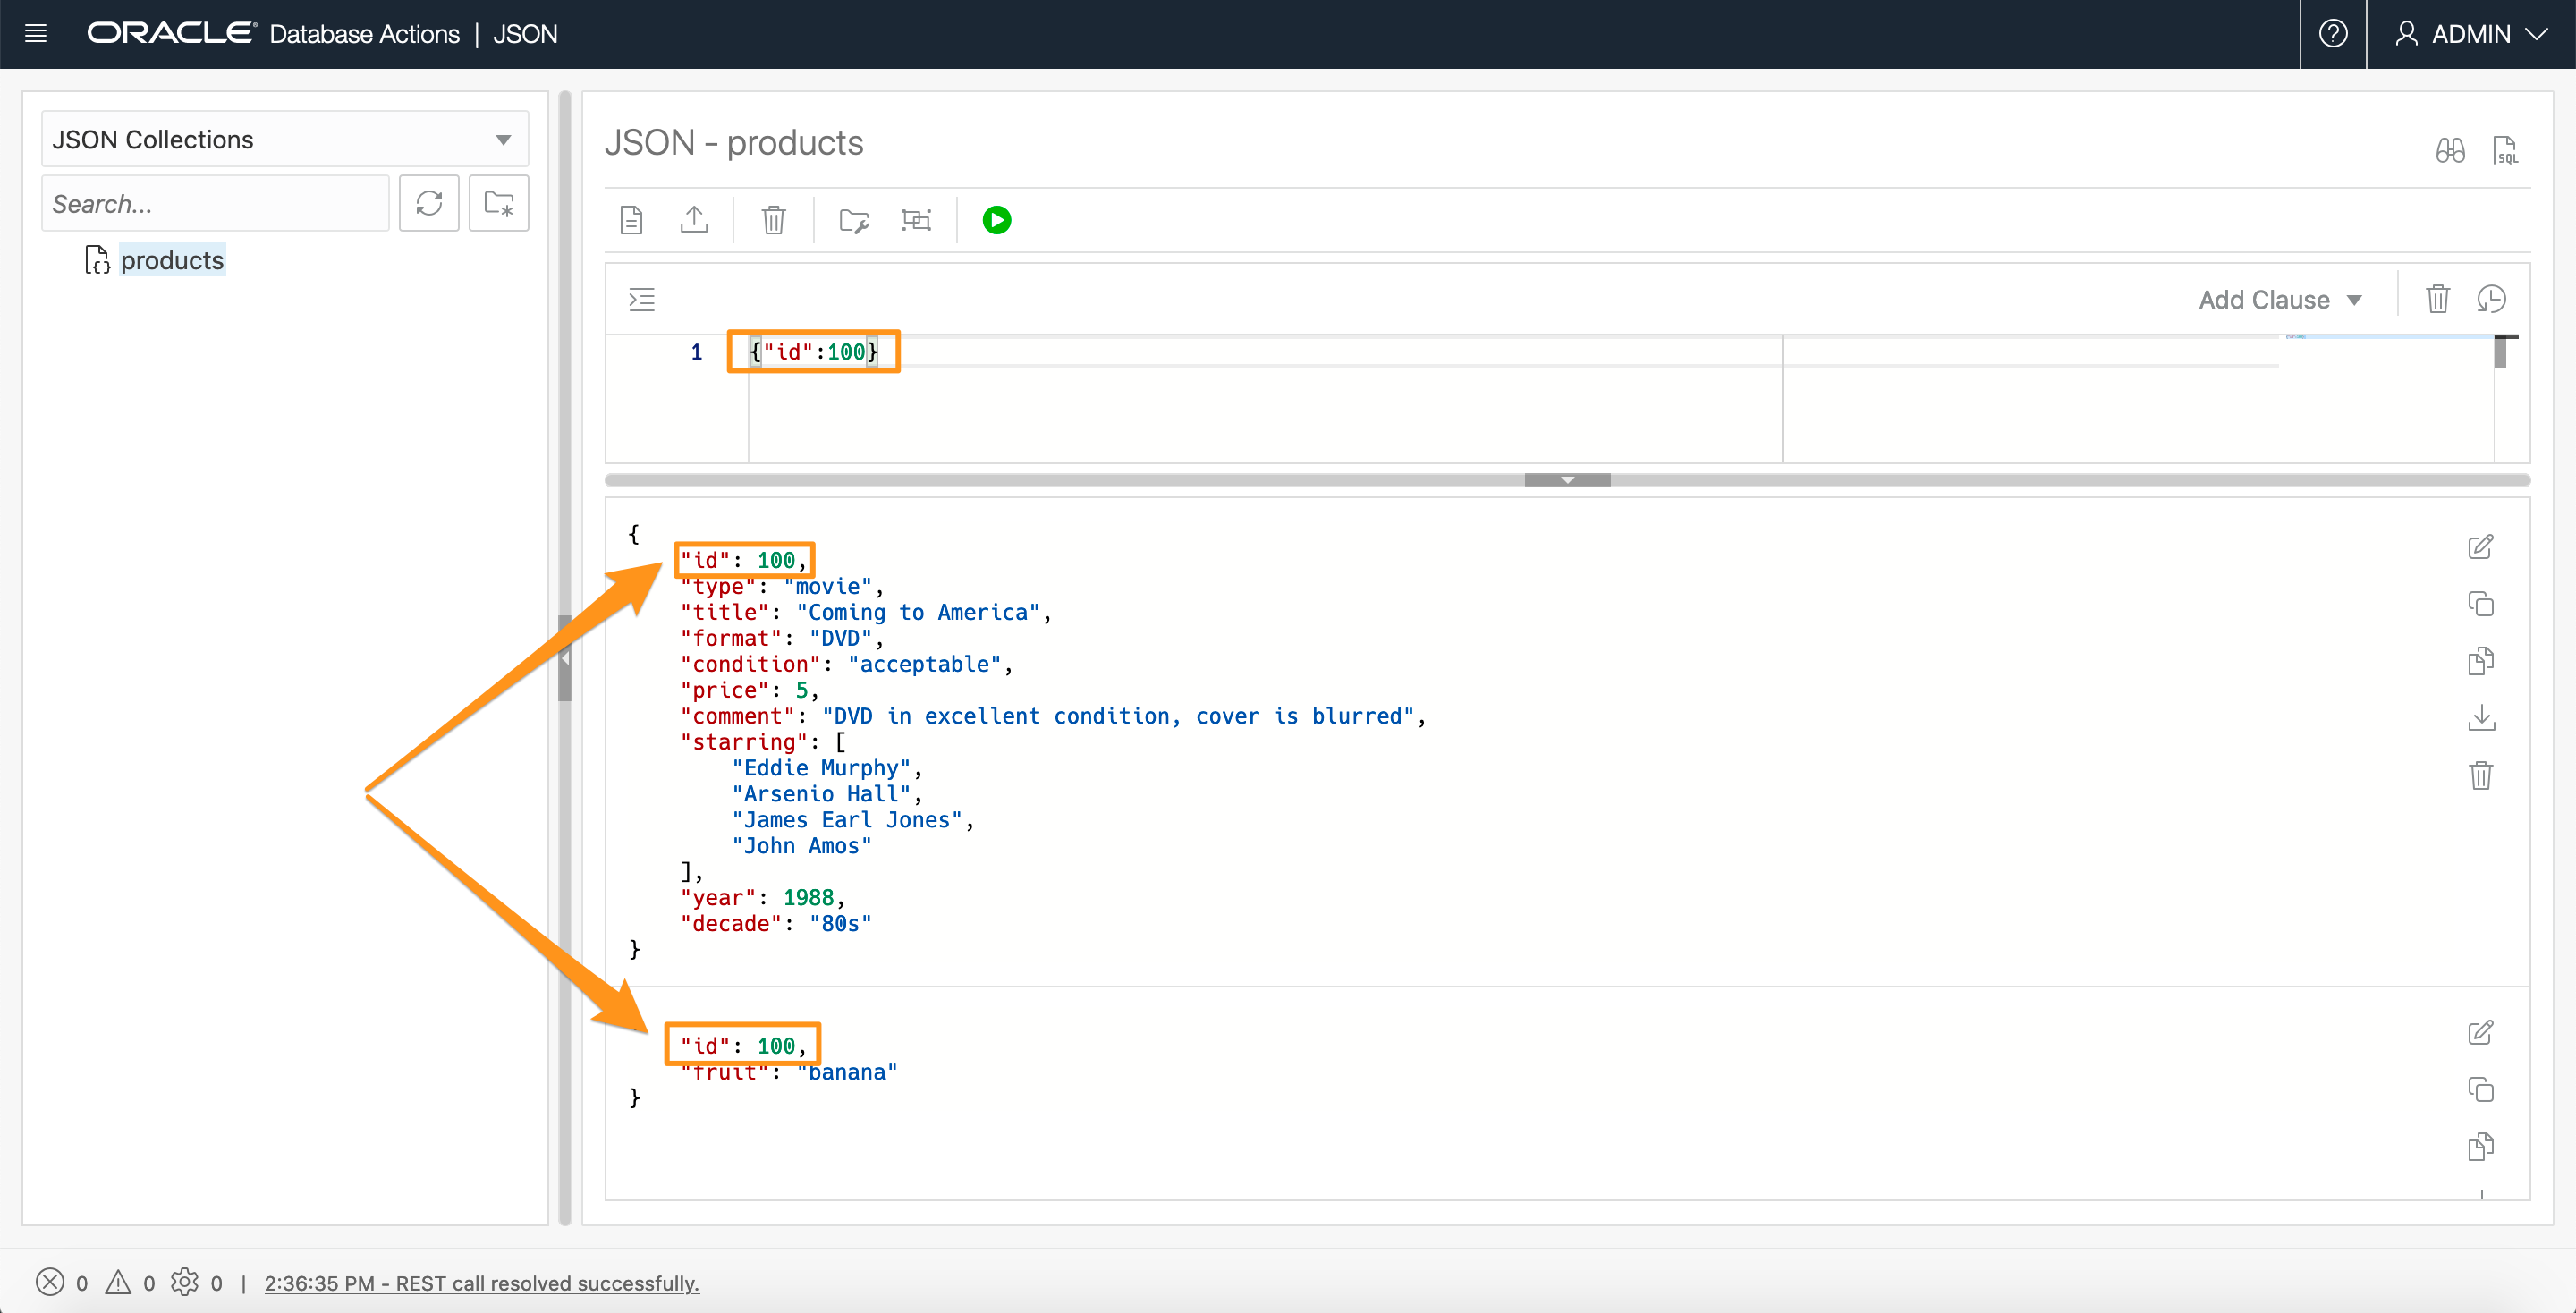 ORACLE Database Actions | JSON
ADMIN
JSON Collections
Search...
products
JSON - products
SQL
Add Clause
1 {"id":100}
{
"id": 100,
"type": "movie",
"title": "Coming to America",
"format": "DVD",
"condition": "acceptable",
"price": 5,
"comment": "DVD in excellent condition, cover is blurred",
"starring": [
"Eddie Murphy",
"Arsenio Hall",
"James Earl Jones",
"John Amos"
],
"year": 1988,
"decade": "80s"
}
"id": 100,
"fruit": "banana"
}
0 0 0 | 2:36:35 PM - REST call resolved successfully.